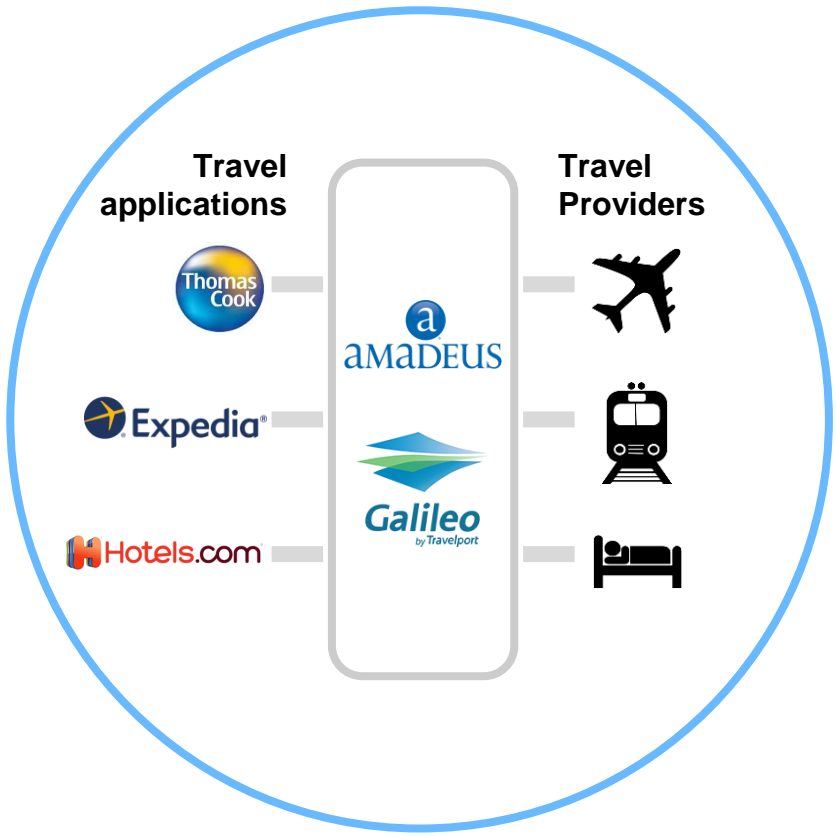 Travel
applications
Travel
Providers
Thomas
Cook
a
amadeus
Expedia®
Galileo
by Travelport
H Hotels.com